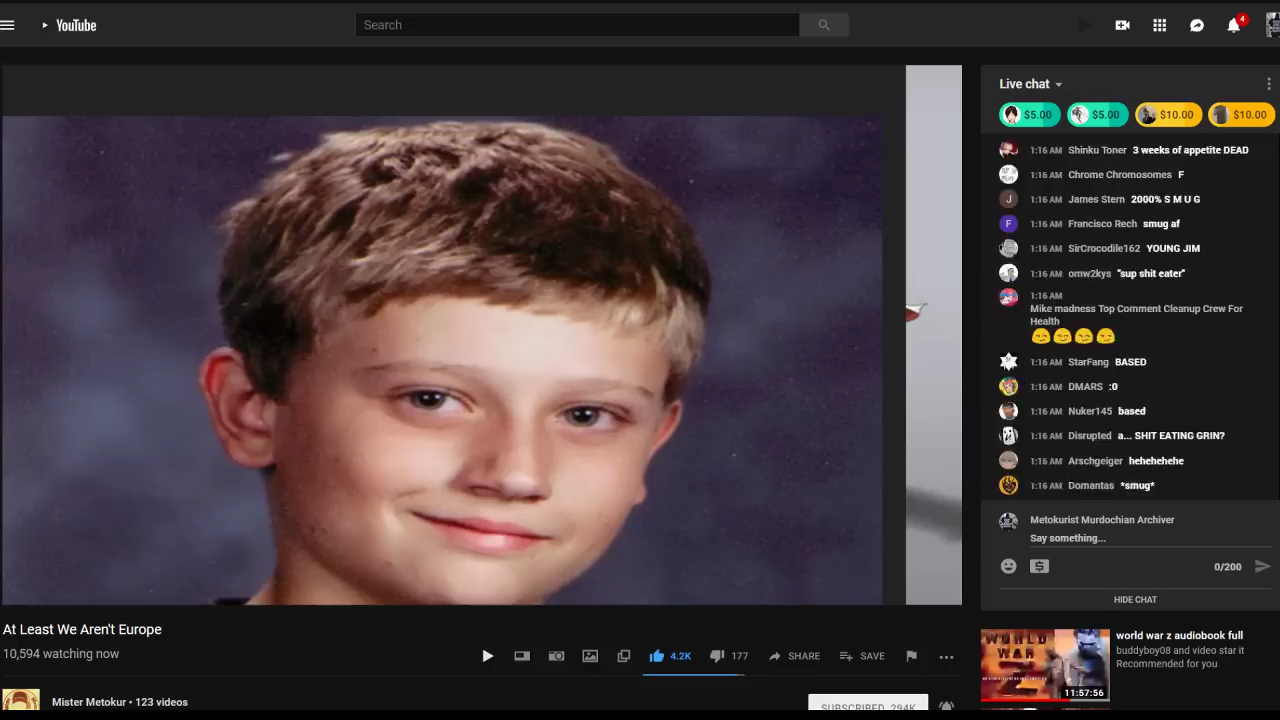 YouTube
Search
4
Live chat
$5.00 $5.00 $10.00 $10.00
1:16 AM Shinku Toner 3 weeks of appetite DEAD
1:16 AM Chrome Chromosomes F
J 1:16 AM James Stern 2000% S M U G
F 1:16 AM Francisco Rech smug af
1:16 AM SirCrocodile162 YOUNG JIM
1:16 AM omw2kys "sup shit eater"
1:16 AM
Mike madness Top Comment Cleanup Crew For
Health
1:16 AM StarFang BASED
1:16 AM DMARS :0
1:16 AM Nuker145 based
1:16 AM Disrupted a... SHIT EATING GRIN?
1:16 AM Arschgeiger hehehehehe
1:16 AM Domantas *smug*
Metokurist Murdochian Archiver
Say something...
0/200
HIDE CHAT
At Least We Aren't Europe
10,594 watching now
4.2K 177 SHARE SAVE
Mister Metokur • 123 videos
SUBSCRIBED 294K
WORLD
WAR
Z
11:57:56
world war z audiobook full
buddyboy08 and video star it
Recommended for you